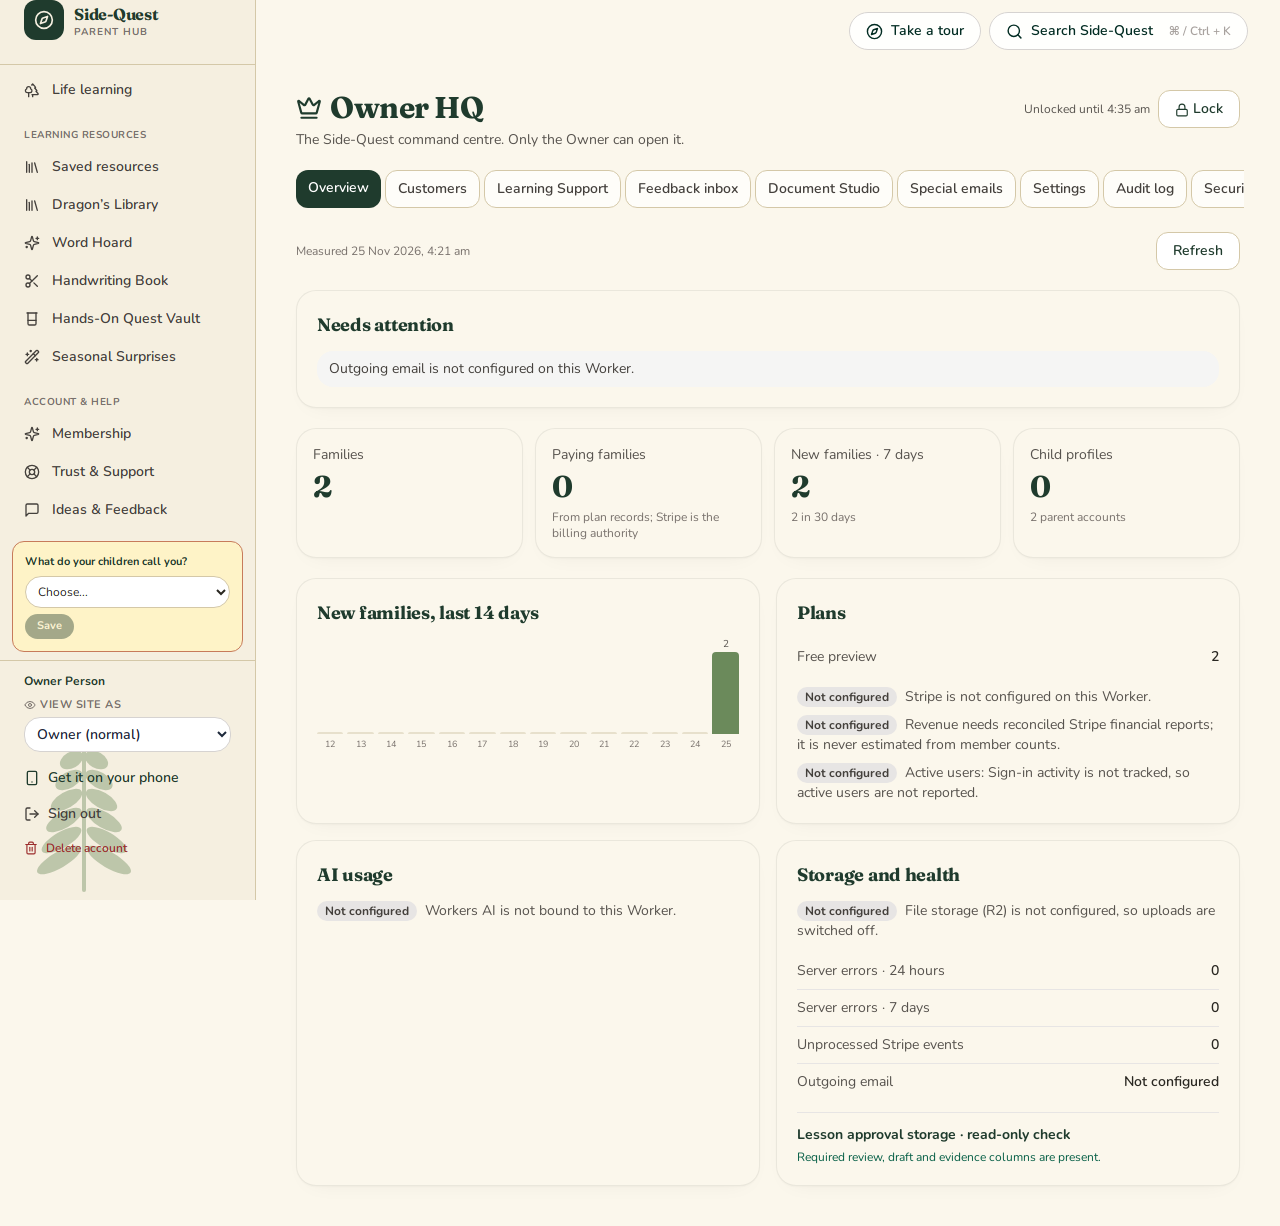 Side-Quest
PARENT HUB
Life learning
LEARNING RESOURCES
Saved resources
Dragon’s Library
Word Hoard
Handwriting Book
Hands-On Quest Vault
Seasonal Surprises
ACCOUNT & HELP
Membership
Trust & Support
Ideas & Feedback
What do your children call you?
Choose...
Save
Owner Person
VIEW SITE AS
Owner (normal)
Get it on your phone
Sign out
Delete account
Take a tour
Search Side-Quest ⌘ / Ctrl + K
Owner HQ
The Side-Quest command centre. Only the Owner can open it.
Unlocked until 4:35 am
Lock
Overview Customers Learning Support Feedback inbox Document Studio Special emails Settings Audit log Securi
Measured 25 Nov 2026, 4:21 am
Refresh
Needs attention
Outgoing email is not configured on this Worker.
Families
2
Paying families
0
From plan records; Stripe is the
billing authority
New families · 7 days
2
2 in 30 days
Child profiles
0
2 parent accounts
New families, last 14 days
2
12 13 14 15 16 17 18 19 20 21 22 23 24 25
Plans
Free preview 2
Not configured Stripe is not configured on this Worker.
Not configured Revenue needs reconciled Stripe financial reports;
it is never estimated from member counts.
Not configured Active users: Sign-in activity is not tracked, so
active users are not reported.
AI usage
Not configured Workers AI is not bound to this Worker.
Storage and health
Not configured File storage (R2) is not configured, so uploads are
switched off.
Server errors · 24 hours 0
Server errors · 7 days 0
Unprocessed Stripe events 0
Outgoing email Not configured
Lesson approval storage · read-only check
Required review, draft and evidence columns are present.